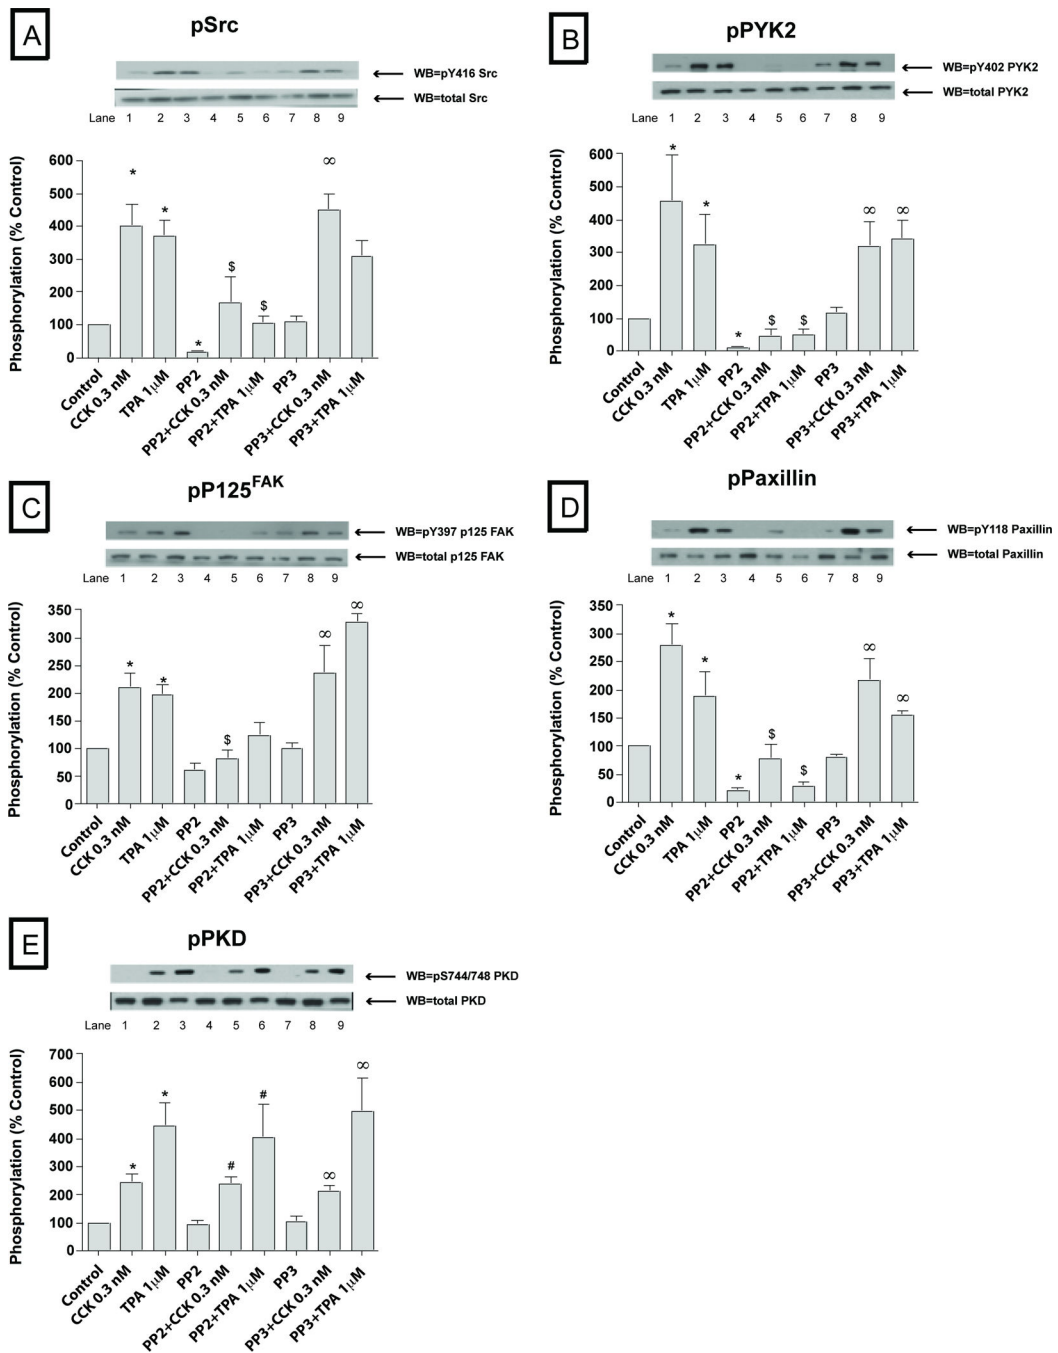 A
pSrc
WB=pY416 Src
WB=total Src
Lane 1 2 3 4 5 6 7 8 9
Phosphorylation (% Control)
600
500
400
300
200
100
0
* * * $ $ ∞
Control
CCK 0.3 nM
TPA 1μM
PP2
PP2+CCK 0.3 nM
PP2+TPA 1μM
PP3
PP3+CCK 0.3 nM
PP3+TPA 1μM
B
pPYK2
WB=pY402 PYK2
WB=total PYK2
Lane 1 2 3 4 5 6 7 8 9
Phosphorylation (% Control)
600
500
400
300
200
100
0
* * * $ $ ∞ ∞
Control
CCK 0.3 nM
TPA 1μM
PP2
PP2+CCK 0.3 nM
PP2+TPA 1μM
PP3
PP3+CCK 0.3 nM
PP3+TPA 1μM
C
pP125FAK
WB=pY397 p125 FAK
WB=total p125 FAK
Lane 1 2 3 4 5 6 7 8 9
Phosphorylation (% Control)
350
300
250
200
150
100
50
0
* * $ ∞ ∞
Control
CCK 0.3 nM
TPA 1μM
PP2
PP2+CCK 0.3 nM
PP2+TPA 1μM
PP3
PP3+CCK 0.3 nM
PP3+TPA 1μM
D
pPaxillin
WB=pY118 Paxillin
WB=total Paxillin
Lane 1 2 3 4 5 6 7 8 9
Phosphorylation (% Control)
350
300
250
200
150
100
50
0
* * * $ $ ∞ ∞
Control
CCK 0.3 nM
TPA 1μM
PP2
PP2+CCK 0.3 nM
PP2+TPA 1μM
PP3
PP3+CCK 0.3 nM
PP3+TPA 1μM
E
pPKD
WB=pS744/748 PKD
WB=total PKD
Lane 1 2 3 4 5 6 7 8 9
Phosphorylation (% Control)
700
600
500
400
300
200
100
0
* * # # ∞ ∞
Control
CCK 0.3 nM
TPA 1μM
PP2
PP2+CCK 0.3 nM
PP2+TPA 1μM
PP3
PP3+CCK 0.3 nM
PP3+TPA 1μM